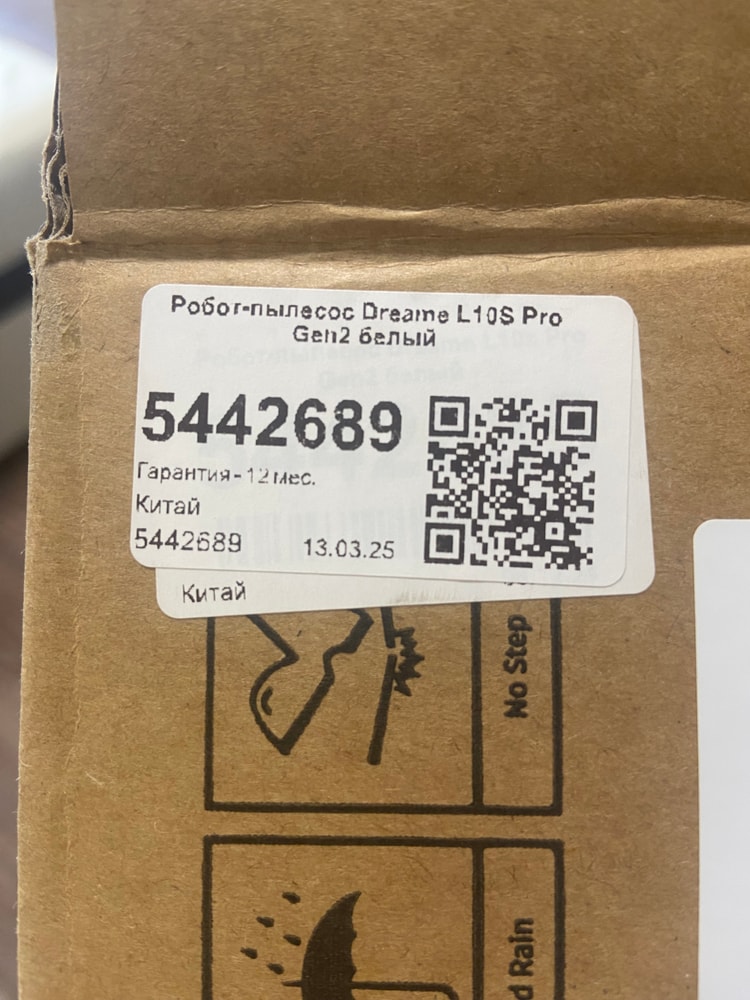 Робот-пылесос Dreame L10S Pro
Gen2 белый
5442689
Гарантия - 12 мес.
Китай
5442689 13.03.25
Китай
No Step
Rain